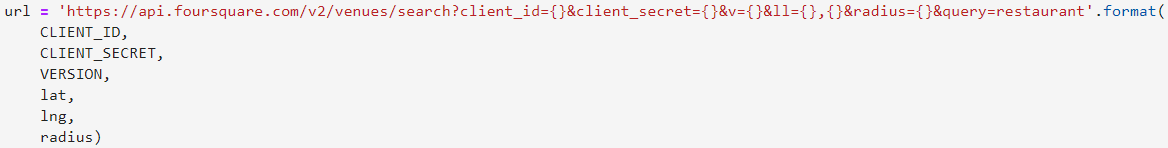 url = 'https://api.foursquare.com/v2/venues/search?client_id={}&client_secret={}&v={}&ll={},{}&radius={}&query=restaurant'.format(
CLIENT_ID,
CLIENT_SECRET,
VERSION,
lat,
lng,
radius)